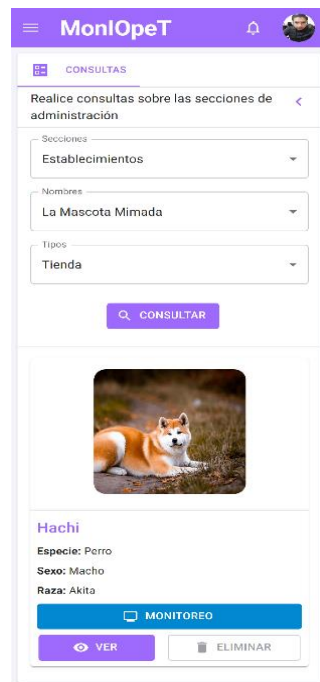 MonIOpeT
CONSULTAS
Realice consultas sobre las secciones de
administración
Secciones
Establecimientos
Nombres
La Mascota Mimada
Tipos
Tienda
CONSULTAR
Hachi
Especie: Perro
Sexo: Macho
Raza: Akita
MONITOREO
VER
ELIMINAR